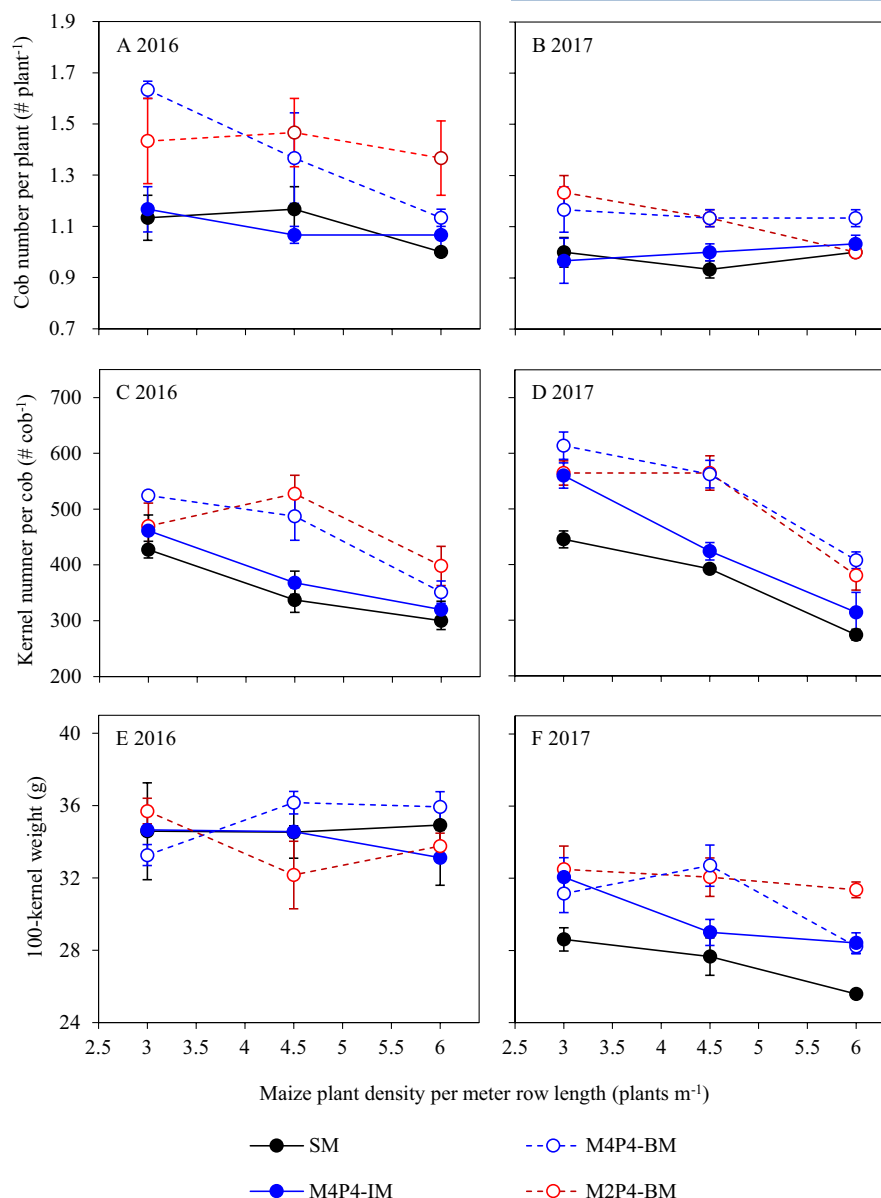 A 2016
B 2017
Cob number per plant (# plant⁻¹)
1.9
1.7
1.5
1.3
1.1
0.9
0.7
C 2016
D 2017
Kernel numner per cob (# cob⁻¹)
700
600
500
400
300
200
E 2016
F 2017
100-kernel weight (g)
40
36
32
28
24
2.5 3 3.5 4 4.5 5 5.5 6
2.5 3 3.5 4 4.5 5 5.5 6
Maize plant density per meter row length (plants m⁻¹)
SM
M4P4-BM
M4P4-IM
M2P4-BM